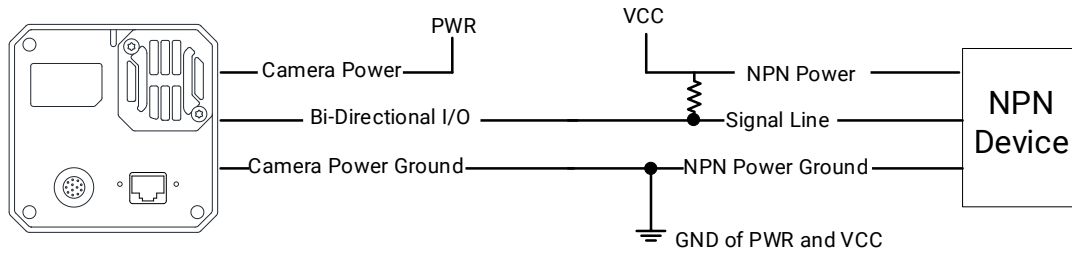 PWR
VCC
Camera Power
NPN Power
Bi-Directional I/O
Signal Line
NPN
Device
Camera Power Ground
NPN Power Ground
GND of PWR and VCC